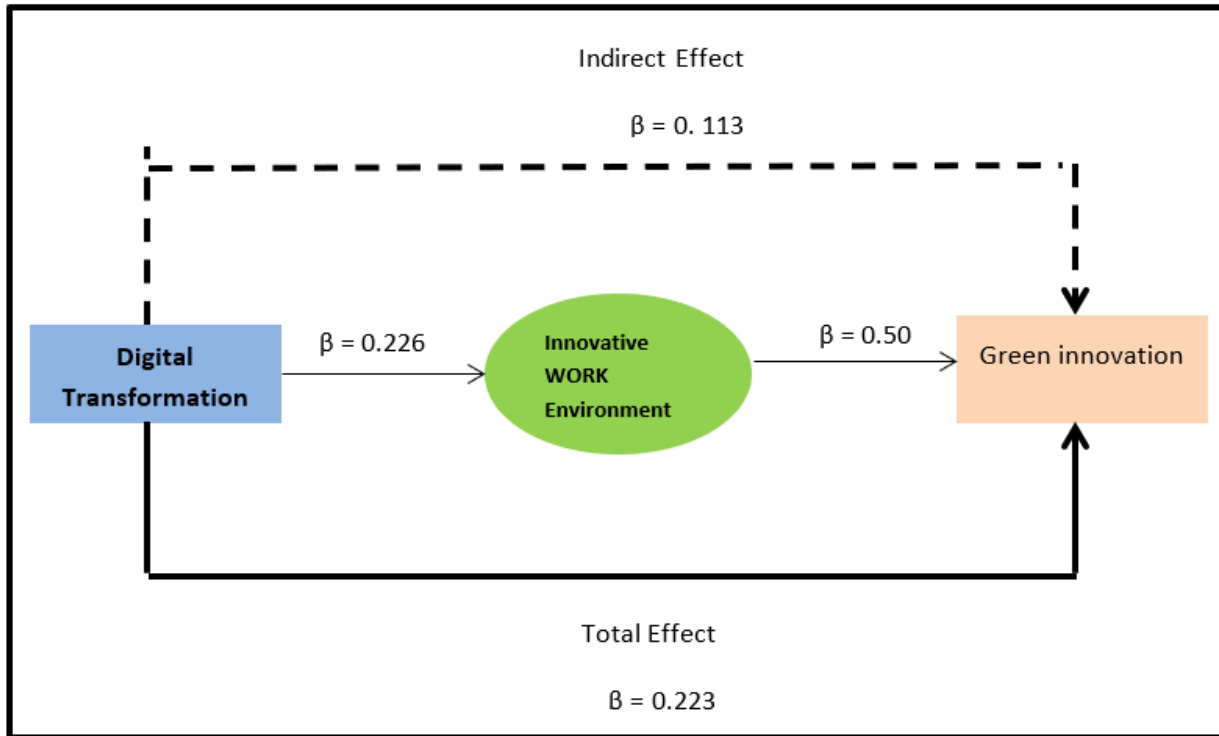 Indirect Effect
β = 0. 113
Digital
Transformation
β = 0.226
Innovative
WORK
Environment
β = 0.50
Green innovation
Total Effect
β = 0.223